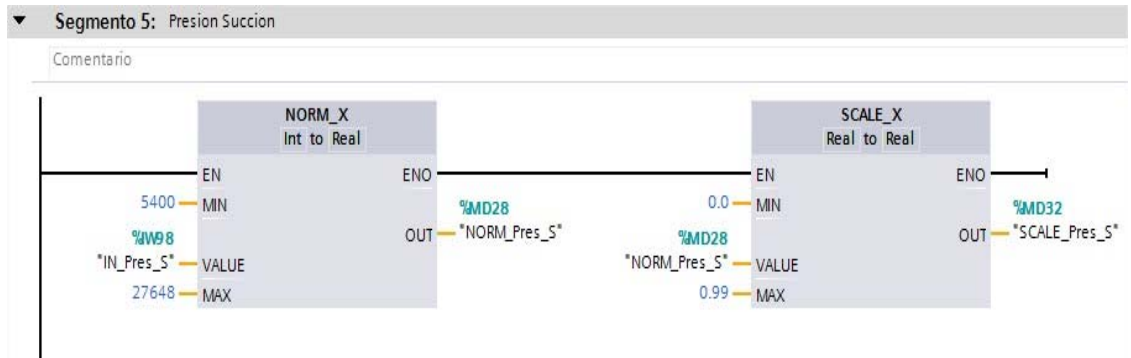 Segmento 5: Presion Succion
Comentario
NORM_X
Int to Real
EN
ENO
5400
MIN
%MD28
OUT
"NORM_Pres_S"
%IW98
"IN_Pres_S"
VALUE
27648
MAX
SCALE_X
Real to Real
EN
ENO
0.0
MIN
%MD32
OUT
"SCALE_Pres_S"
%MD28
"NORM_Pres_S"
VALUE
0.99
MAX